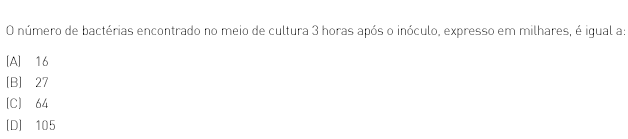 O número de bactérias encontrado no meio de cultura 3 horas após o inóculo, expresso em milhares, é igual a:
(A) 16
(B) 27
(C) 64
(D) 105